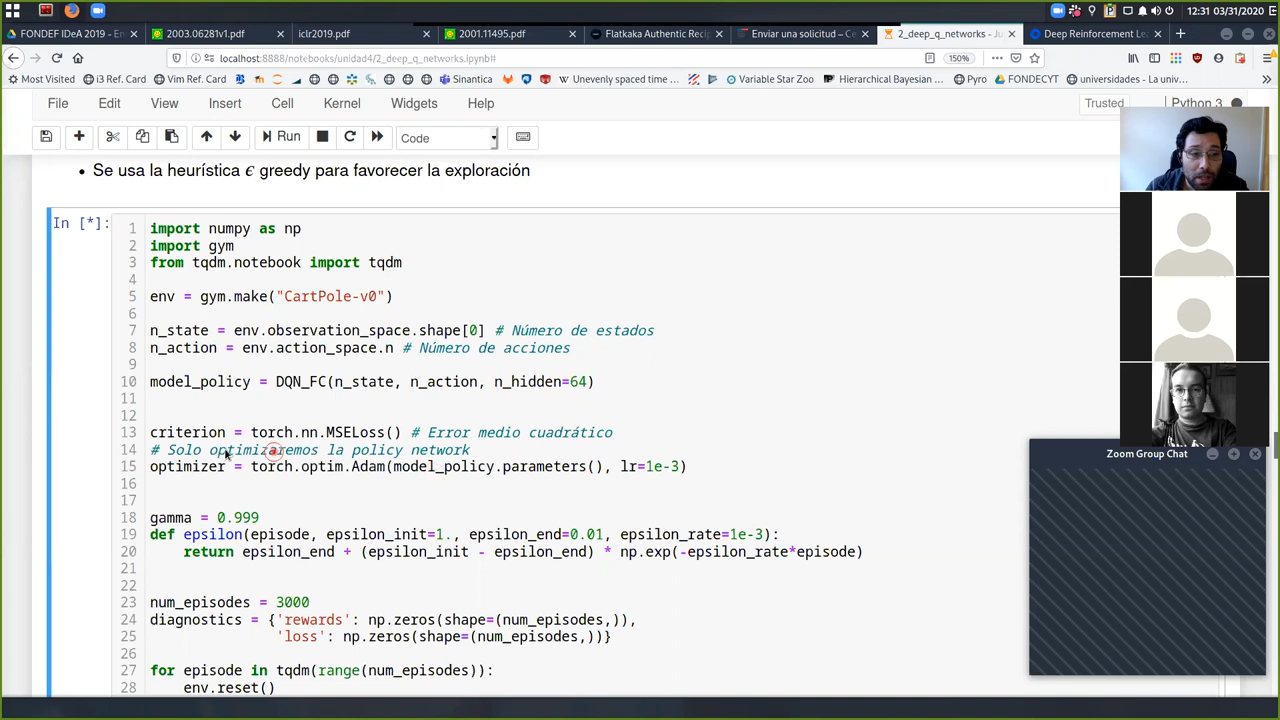 12:31 03/31/2020
FONDEF IDeA 2019 - En
2003.06281v1.pdf
iclr2019.pdf
2001.11495.pdf
Flatkaka Authentic Recip
Enviar una solicitud – Ce
2_deep_q_networks - Ju
Deep Reinforcement Lea
localhost:8888/notebooks/unidad4/2_deep_q_networks.ipynb#
150%
Most Visited
i3 Ref. Card
Vim Ref. Card
Sinantica
Unevenly spaced time ...
Variable Star Zoo
Hierarchical Bayesian ...
Pyro
FONDECYT
universidades - La univ...
File Edit View Insert Cell Kernel Widgets Help
Trusted
Python 3
Run
Code
• Se usa la heurística ϵ greedy para favorecer la exploración
In [*]:
1 import numpy as np
2 import gym
3 from tqdm.notebook import tqdm
4
5 env = gym.make("CartPole-v0")
6
7 n_state = env.observation_space.shape[0] # Número de estados
8 n_action = env.action_space.n # Número de acciones
9
10 model_policy = DQN_FC(n_state, n_action, n_hidden=64)
11
12
13 criterion = torch.nn.MSELoss() # Error medio cuadrático
14 # Solo optimizaremos la policy network
15 optimizer = torch.optim.Adam(model_policy.parameters(), lr=1e-3)
16
17
18 gamma = 0.999
19 def epsilon(episode, epsilon_init=1., epsilon_end=0.01, epsilon_rate=1e-3):
20 return epsilon_end + (epsilon_init - epsilon_end) * np.exp(-epsilon_rate*episode)
21
22
23 num_episodes = 3000
24 diagnostics = {'rewards': np.zeros(shape=(num_episodes,)),
25 'loss': np.zeros(shape=(num_episodes,))}
26
27 for episode in tqdm(range(num_episodes)):
28 env.reset()
Zoom Group Chat